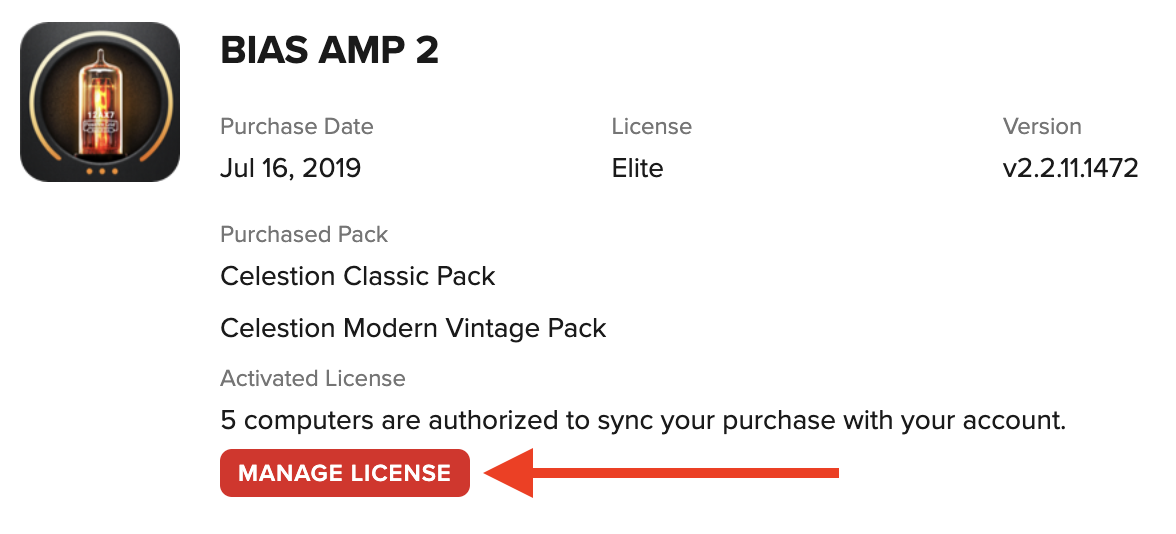 BIAS AMP 2
Purchase Date
License
Version
Jul 16, 2019
Elite
v2.2.11.1472
Purchased Pack
Celestion Classic Pack
Celestion Modern Vintage Pack
Activated License
5 computers are authorized to sync your purchase with your account.
MANAGE LICENSE
12AX7